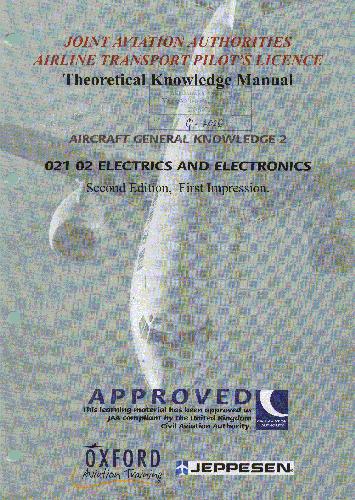 JOINT AVIATION AUTHORITIES
AIRLINE TRANSPORT PILOT'S LICENCE
Theoretical Knowledge Manual
AIRCRAFT GENERAL KNOWLEDGE 2
021 02 ELECTRICS AND ELECTRONICS
Second Edition, First Impression.
APPROVED
This learning material has been approved as
JAA compliant by the United Kingdom
Civil Aviation Authority.
OXFORD
Aviation Training
JEPPESEN